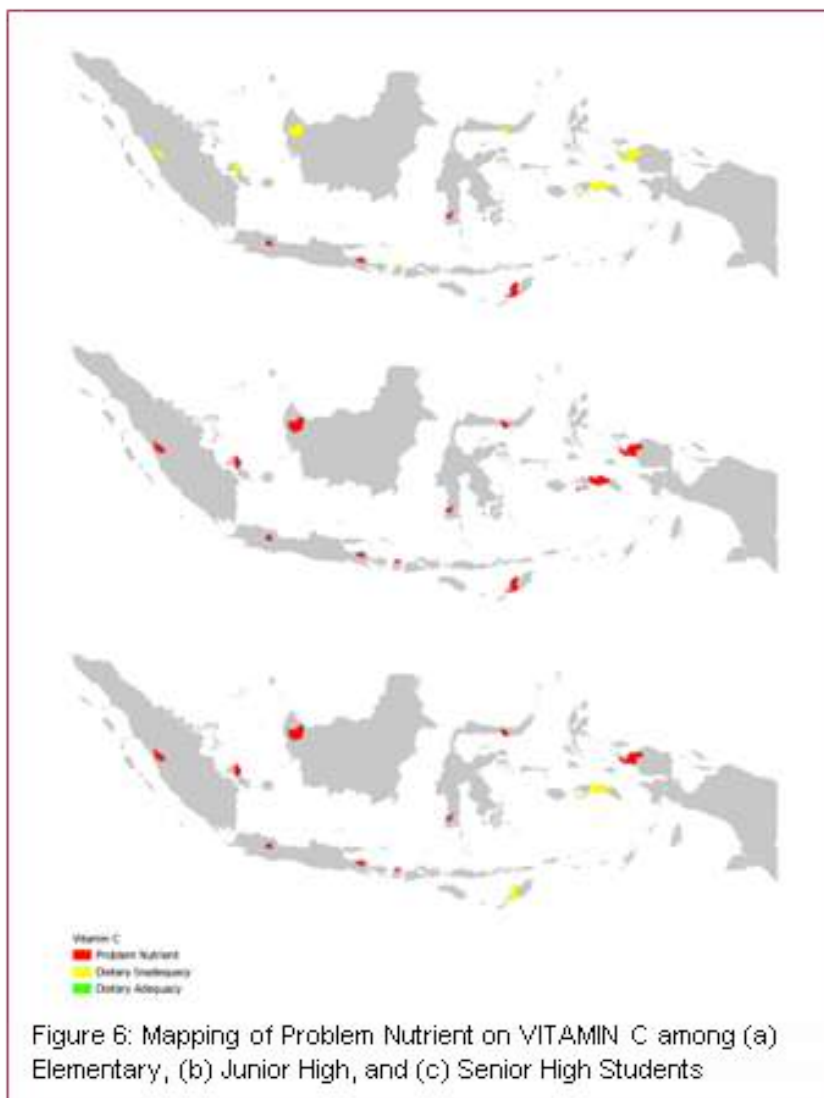 Vitamin C
Problem Nutrient
Dietary Inadequacy
Dietary Adequacy
Figure 6: Mapping of Problem Nutrient on VITAMIN C among (a)
Elementary, (b) Junior High, and (c) Senior High Students